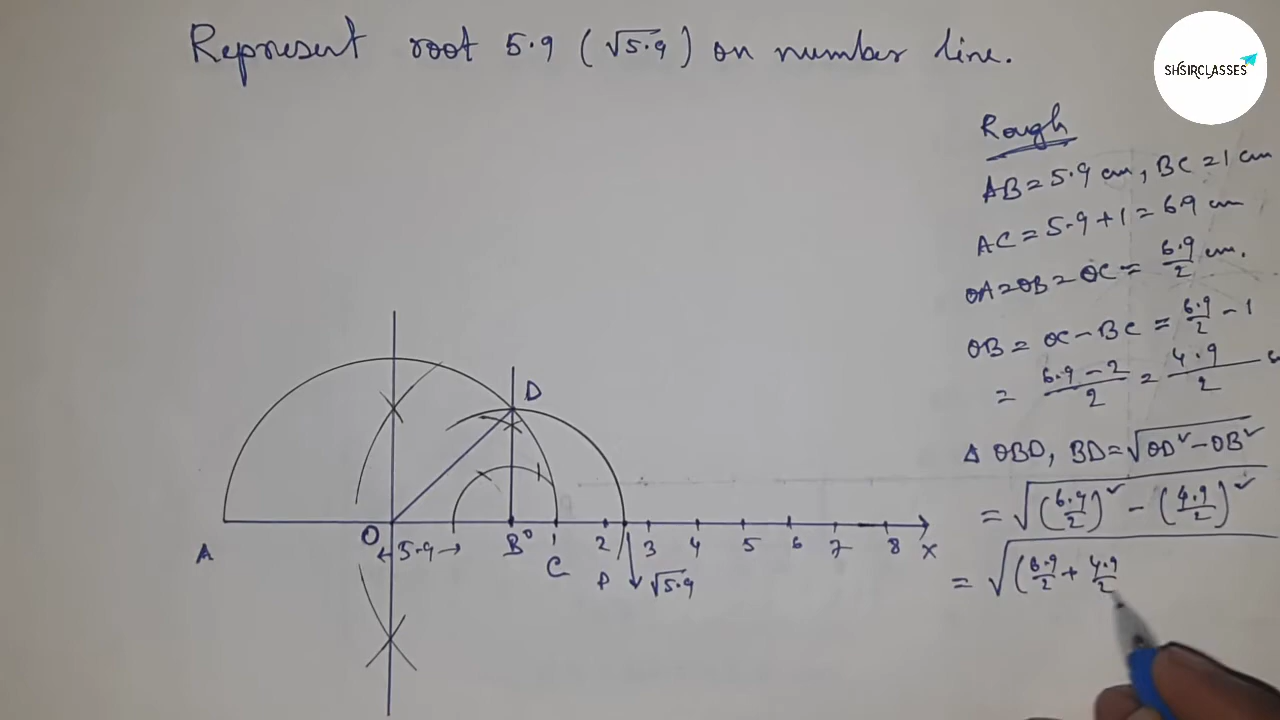 Represent root 5.9 (√5.9) on number line.
SHSIRCLASSES
Rough
AB = 5.9 cm, BC = 1 cm
AC = 5.9 + 1 = 6.9 cm
OA = OB = OC = 6.9/2 cm.
OB = OC - BC = 6.9/2 - 1
= (6.9 - 2)/2 = 4.9/2
△ OBD, BD = √(OD² - OB²)
= √((6.9/2)² - (4.9/2)²)
= √((6.9/2 + 4.9/2
D
O B 0 1 2 3 4 5 6 7 8 X
A ← 5.9 → C P √5.9